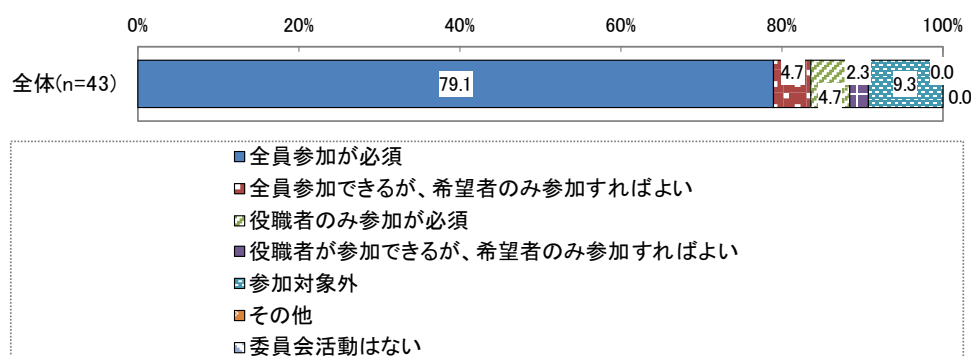 0% 20% 40% 60% 80% 100%
全体(n=43)
79.1 4.7 4.7 2.3 9.3 0.0 0.0
全員参加が必須
全員参加できるが、希望者のみ参加すればよい
役職者のみ参加が必須
役職者が参加できるが、希望者のみ参加すればよい
参加対象外
その他
委員会活動はない